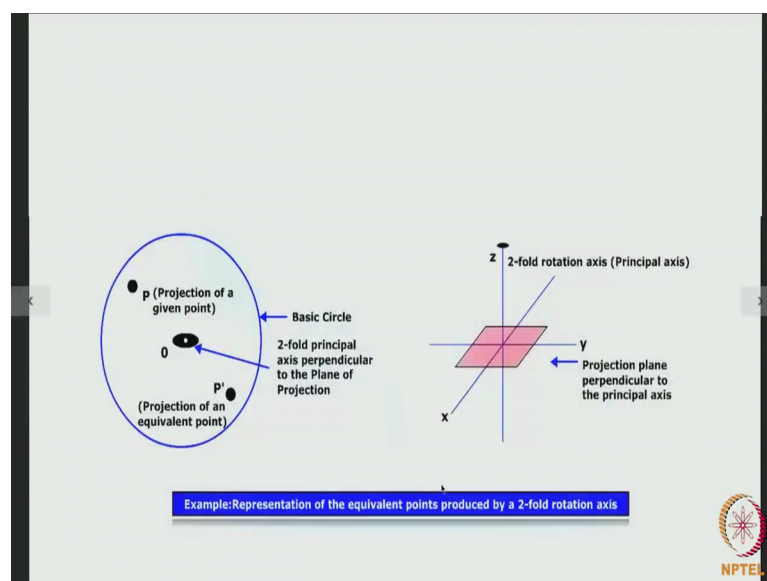 p (Projection of a
given point)
0
P'
(Projection of an
equivalent point)
Basic Circle
2-fold principal
axis perpendicular
to the Plane of
Projection
z
2-fold rotation axis (Principal axis)
y
Projection plane
perpendicular to
the principal axis
x
Example:Representation of the equivalent points produced by a 2-fold rotation axis
NPTEL